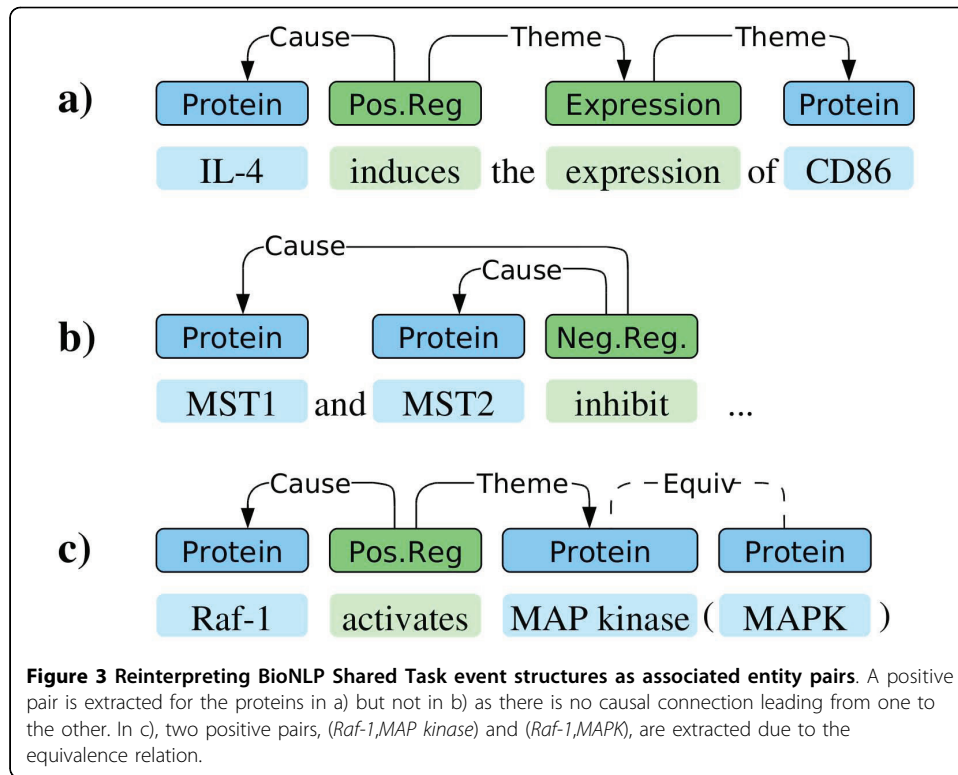 Cause Theme Theme
a) Protein Pos.Reg Expression Protein
IL-4 induces the expression of CD86
Cause
Cause
b) Protein Protein Neg.Reg.
MST1 and MST2 inhibit ...
Cause Theme Equiv
c) Protein Pos.Reg Protein Protein
Raf-1 activates MAP kinase ( MAPK )
Figure 3 Reinterpreting BioNLP Shared Task event structures as associated entity pairs. A positive
pair is extracted for the proteins in a) but not in b) as there is no causal connection leading from one to
the other. In c), two positive pairs, (Raf-1,MAP kinase) and (Raf-1,MAPK), are extracted due to the
equivalence relation.